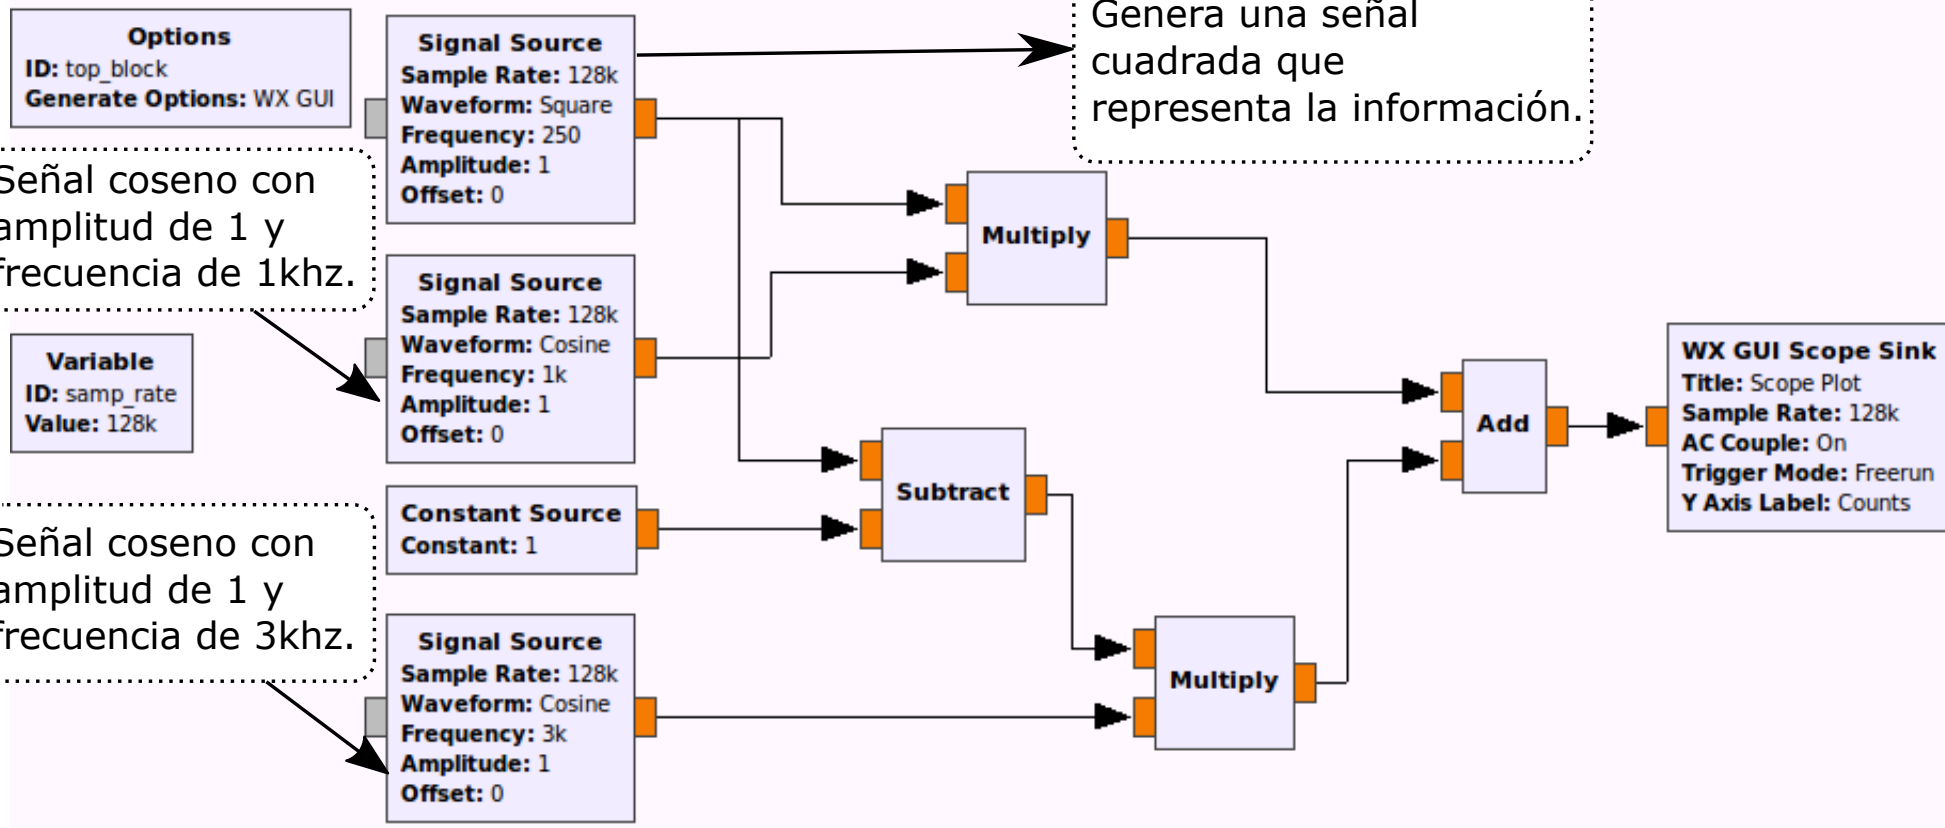 Options
ID: top_block
Generate Options: WX GUI
Signal Source
Sample Rate: 128k
Waveform: Square
Frequency: 250
Amplitude: 1
Offset: 0
Genera una señal
cuadrada que
representa la información.
Señal coseno con
amplitud de 1 y
frecuencia de 1khz.
Signal Source
Sample Rate: 128k
Waveform: Cosine
Frequency: 1k
Amplitude: 1
Offset: 0
Multiply
Variable
ID: samp_rate
Value: 128k
Constant Source
Constant: 1
Subtract
Add
WX GUI Scope Sink
Title: Scope Plot
Sample Rate: 128k
AC Couple: On
Trigger Mode: Freerun
Y Axis Label: Counts
Señal coseno con
amplitud de 1 y
frecuencia de 3khz.
Signal Source
Sample Rate: 128k
Waveform: Cosine
Frequency: 3k
Amplitude: 1
Offset: 0
Multiply